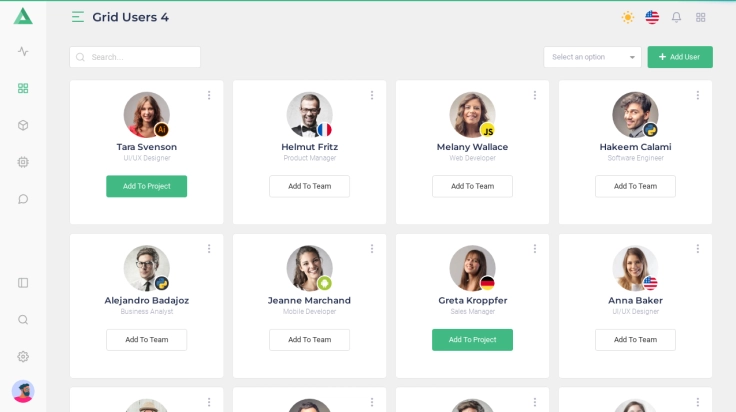 Grid Users 4
Search...
Select an option
Add User
Ai
JS
Tara Svenson
Helmut Fritz
Melany Wallace
Hakeem Calami
UI/UX Designer
Product Manager
Web Developer
Software Engineer
Add To Project
Add To Team
Add To Team
Add To Team
Alejandro Badajoz
Jeanne Marchand
Greta Kroppfer
Anna Baker
Business Analyst
Mobile Developer
Sales Manager
UI/UX Designer
Add To Team
Add To Team
Add To Project
Add To Team